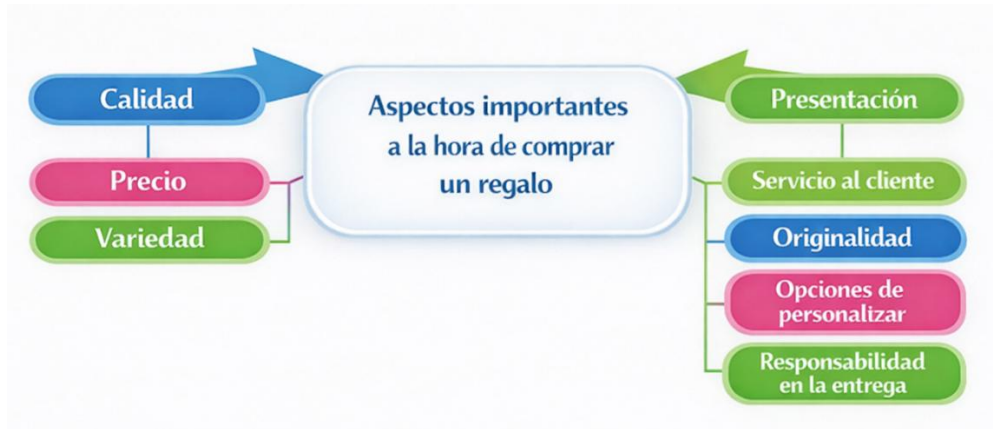 Aspectos importantes
a la hora de comprar
un regalo
Calidad
Precio
Variedad
Presentación
Servicio al cliente
Originalidad
Opciones de
personalizar
Responsabilidad
en la entrega